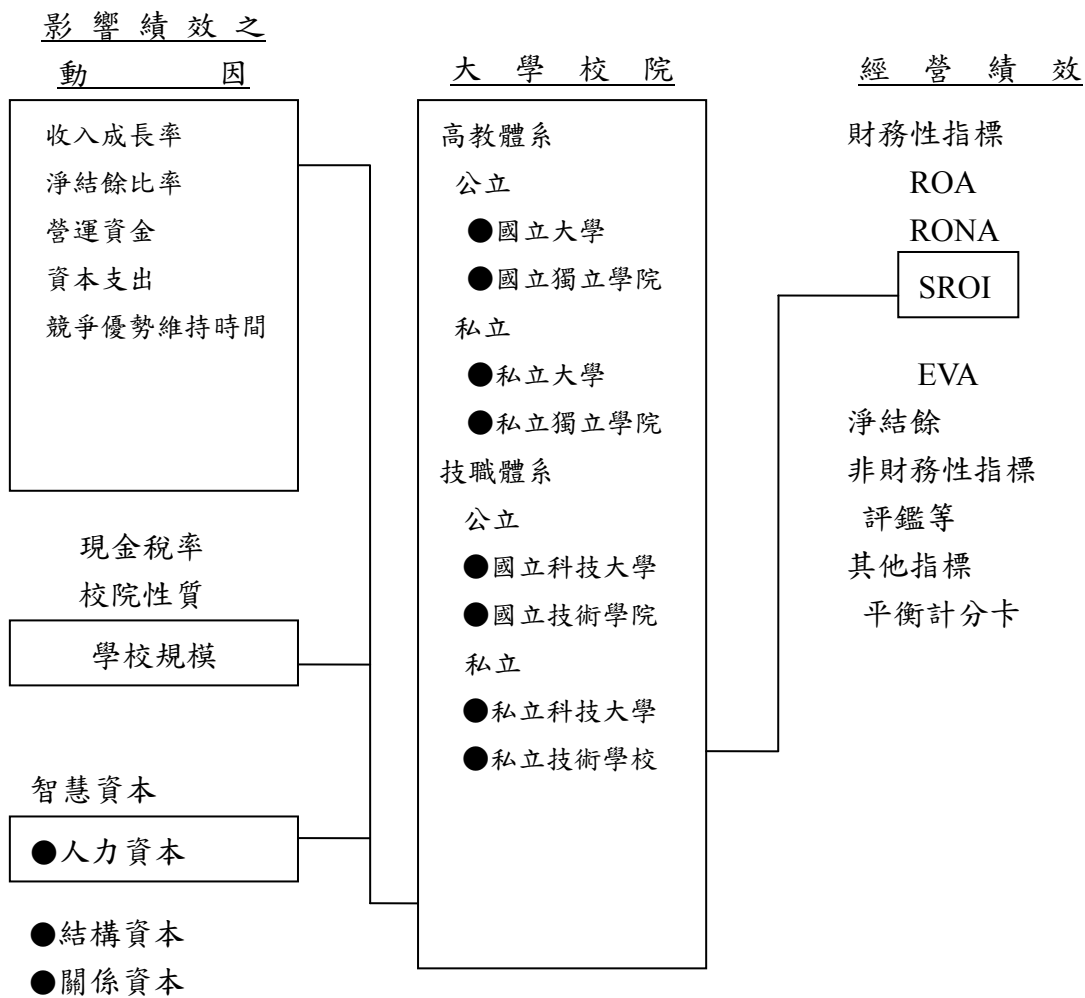 影響績效之
動因
收入成長率
淨結餘比率
營運資金
資本支出
競爭優勢維持時間
現金稅率
校院性質
學校規模
智慧資本
●人力資本
●結構資本
●關係資本
大學校院
高教體系
公立
●國立大學
●國立獨立學院
私立
●私立大學
●私立獨立學院
技職體系
公立
●國立科技大學
●國立技術學院
私立
●私立科技大學
●私立技術學校
經營績效
財務性指標
ROA
RONA
SROI
EVA
淨結餘
非財務性指標
評鑑等
其他指標
平衡計分卡